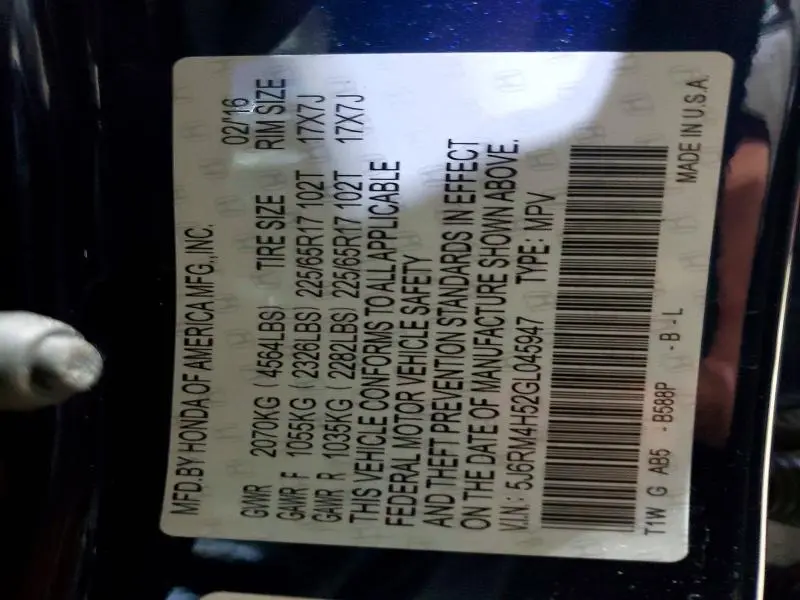 MFD. BY HONDA OF AMERICA MFG., INC. 02/'16
GVWR 2070KG ( 4564LBS) TIRE SIZE RIM SIZE
GAWR F 1055KG ( 2326LBS) 225/65R17 102T 17X7J
GAWR R 1035KG ( 2282LBS) 225/65R17 102T 17X7J
THIS VEHICLE CONFORMS TO ALL APPLICABLE
FEDERAL MOTOR VEHICLE SAFETY
AND THEFT PREVENTION STANDARDS IN EFFECT
ON THE DATE OF MANUFACTURE SHOWN ABOVE.
V.I.N.: 5J6RM4H52GL045947 TYPE: MPV
T1W G AB5 - B588P - B - L MADE IN U.S.A.